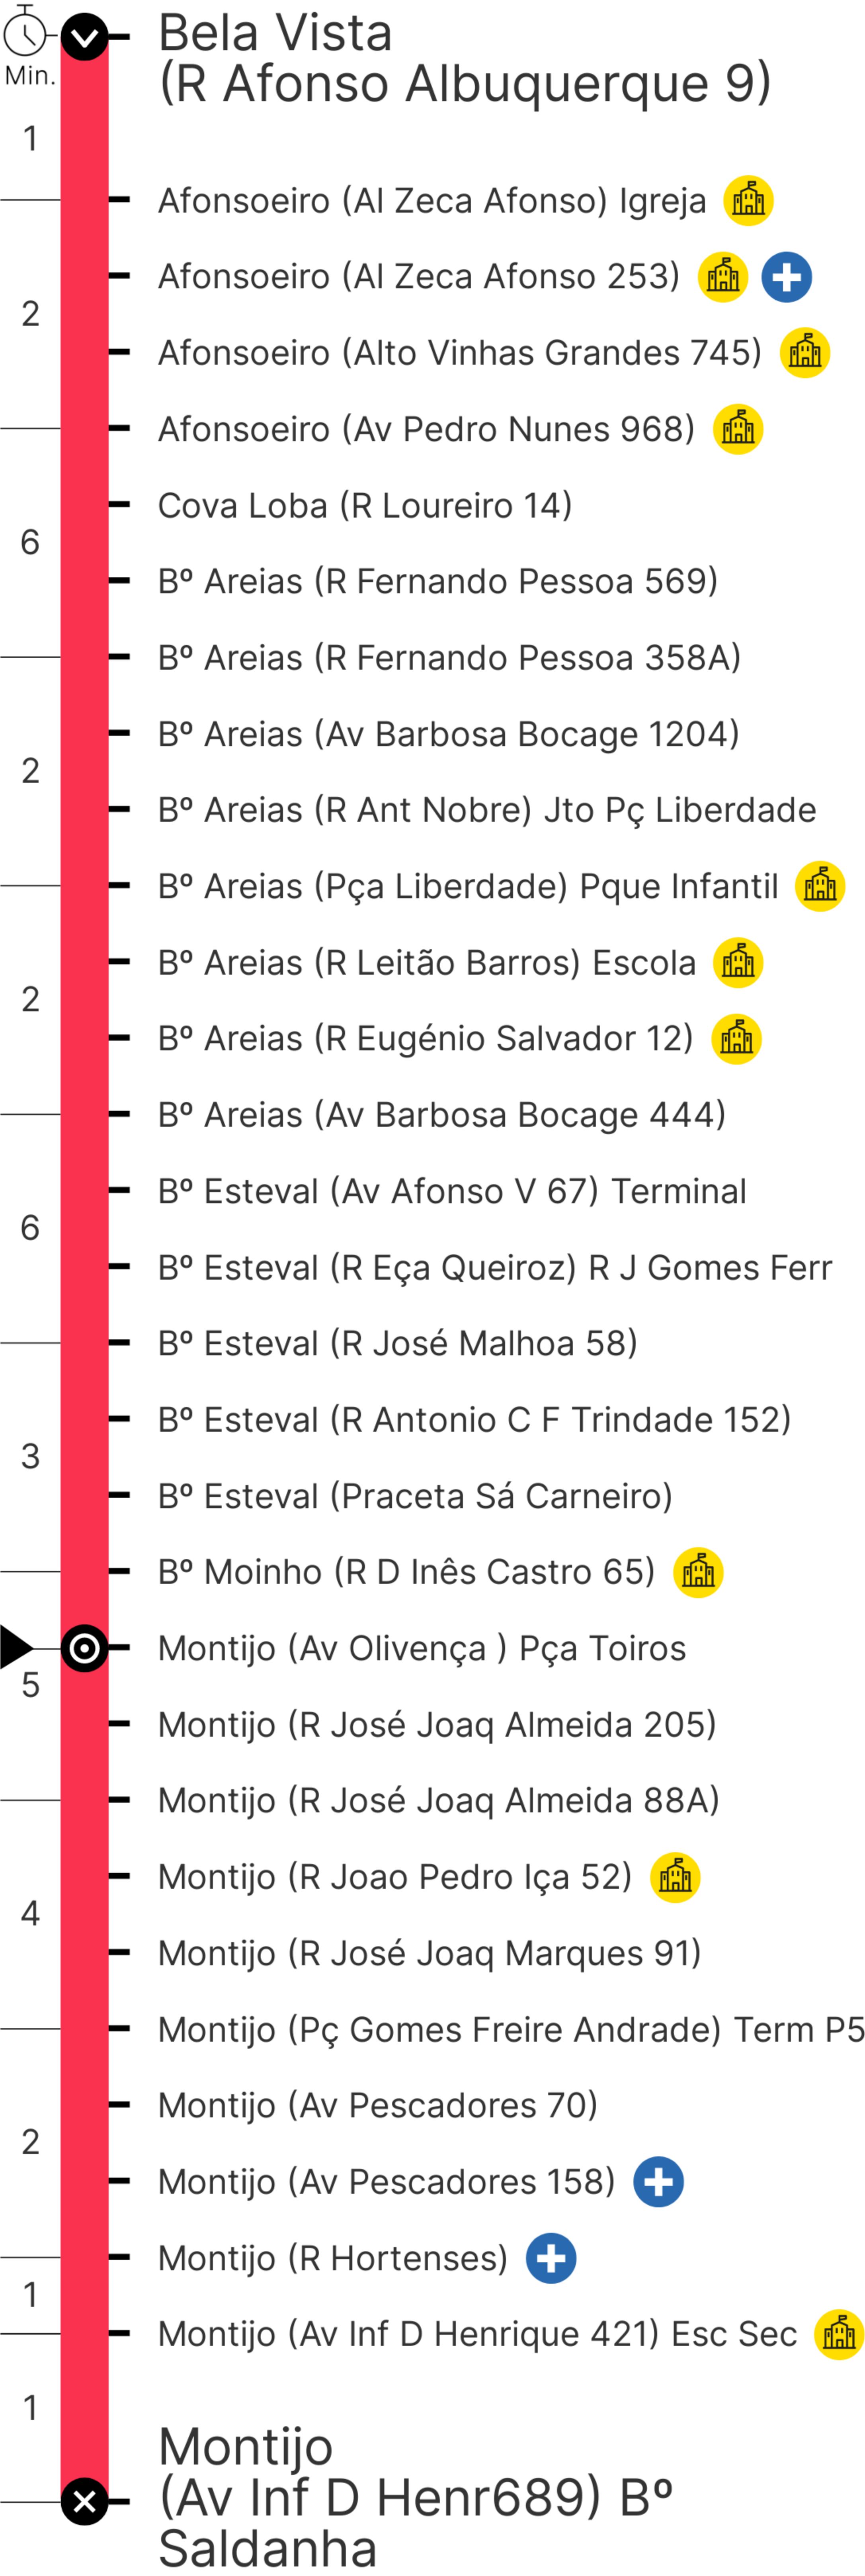 Bela Vista
(R Afonso Albuquerque 9)
Min.
1
Afonsoeiro (Al Zeca Afonso) Igreja
Afonsoeiro (Al Zeca Afonso 253)
2
Afonsoeiro (Alto Vinhas Grandes 745)
Afonsoeiro (Av Pedro Nunes 968)
Cova Loba (R Loureiro 14)
6
Bº Areias (R Fernando Pessoa 569)
Bº Areias (R Fernando Pessoa 358A)
Bº Areias (Av Barbosa Bocage 1204)
2
Bº Areias (R Ant Nobre) Jto Pç Liberdade
Bº Areias (Pça Liberdade) Pque Infantil
Bº Areias (R Leitão Barros) Escola
2
Bº Areias (R Eugénio Salvador 12)
Bº Areias (Av Barbosa Bocage 444)
Bº Esteval (Av Afonso V 67) Terminal
6
Bº Esteval (R Eça Queiroz) R J Gomes Ferr
Bº Esteval (R José Malhoa 58)
Bº Esteval (R Antonio C F Trindade 152)
3
Bº Esteval (Praceta Sá Carneiro)
Bº Moinho (R D Inês Castro 65)
Montijo (Av Olivença ) Pça Toiros
5
Montijo (R José Joaq Almeida 205)
Montijo (R José Joaq Almeida 88A)
Montijo (R Joao Pedro Iça 52)
4
Montijo (R José Joaq Marques 91)
Montijo (Pç Gomes Freire Andrade) Term P5
Montijo (Av Pescadores 70)
2
Montijo (Av Pescadores 158)
Montijo (R Hortenses)
1
Montijo (Av Inf D Henrique 421) Esc Sec
1
Montijo
(Av Inf D Henr689) Bº
Saldanha